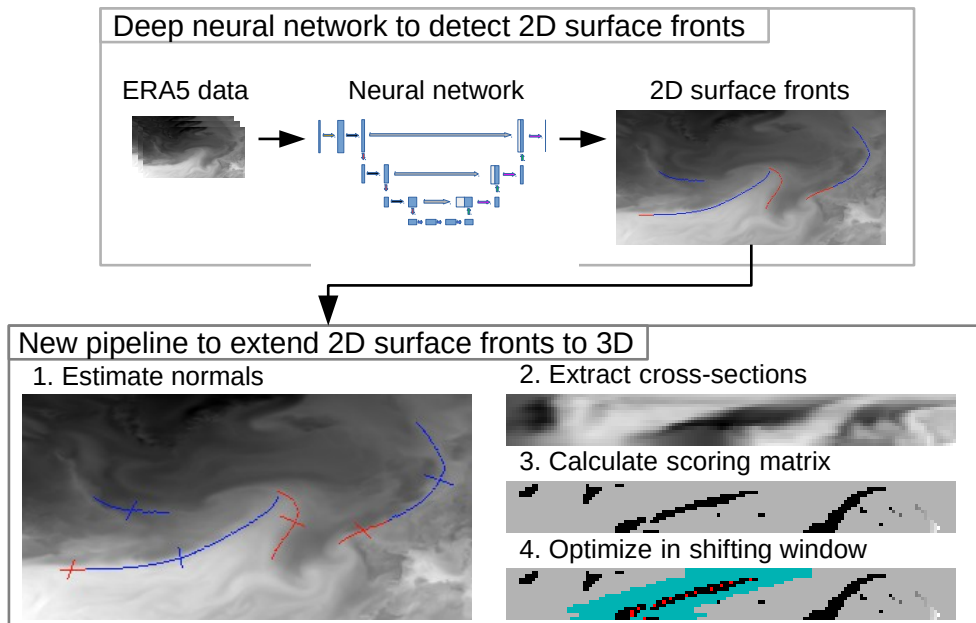 Deep neural network to detect 2D surface fronts
ERA5 data
Neural network
2D surface fronts
New pipeline to extend 2D surface fronts to 3D
1. Estimate normals
2. Extract cross-sections
3. Calculate scoring matrix
4. Optimize in shifting window